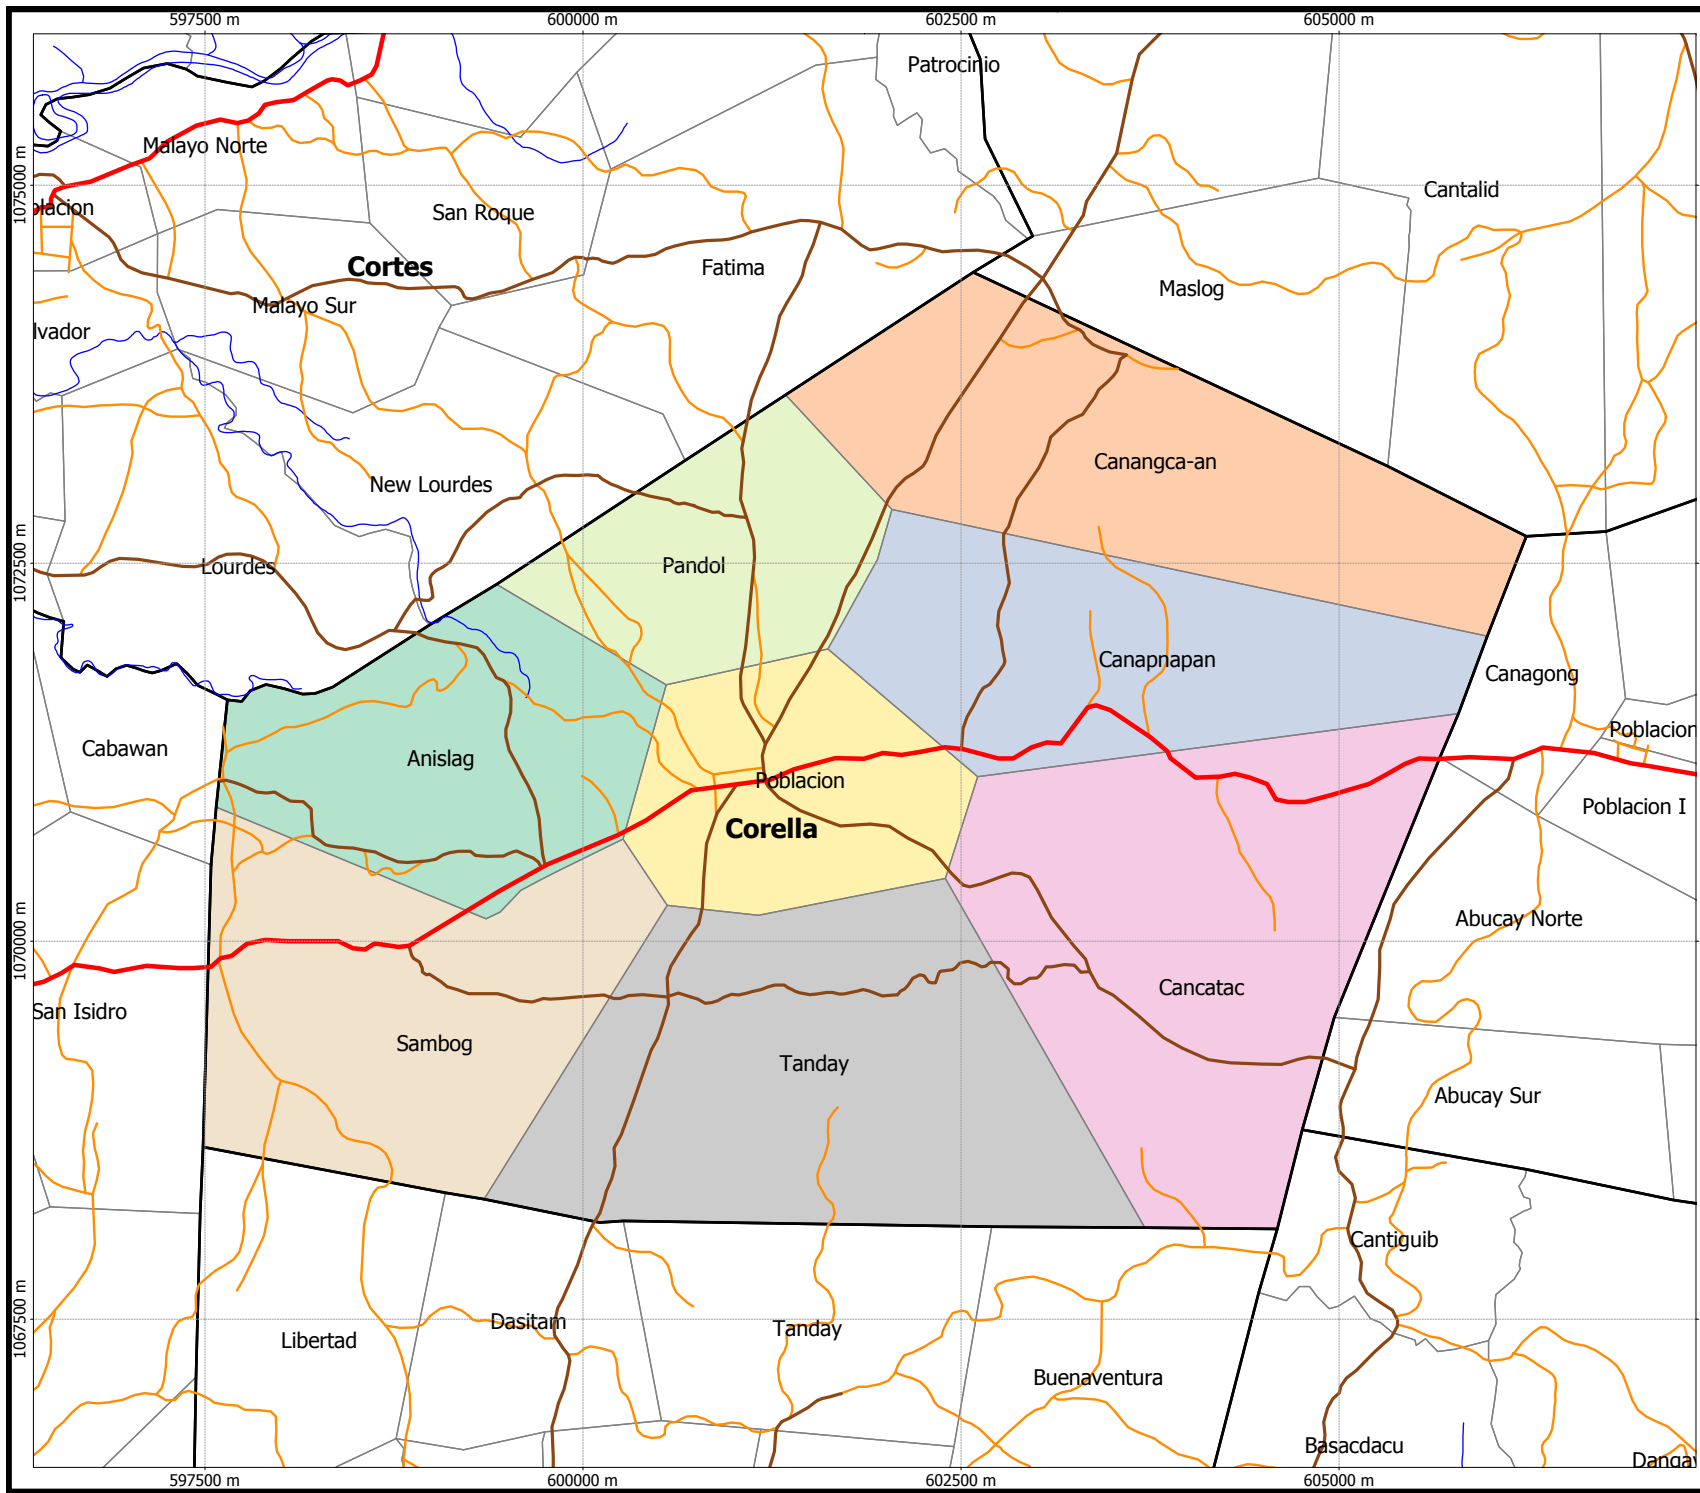 597500 m
600000 m
602500 m
605000 m
Patrocinio
Malayo Norte
1075000 m
Cantalid
lacion
San Roque
Cortes
Fatima
Maslog
Malayo Sur
lvador
Canangca-an
New Lourdes
1072500 m
Lourdes
Pandol
Canapnapan
Canagong
Poblacion
Cabawan
Anislag
Poblacion
Poblacion I
Corella
Abucay Norte
1070000 m
Cancatac
San Isidro
Sambog
Tanday
Abucay Sur
Cantiguib
1067500 m
Dasitam
Tanday
Libertad
Buenaventura
Basacdacu
Dangay
597500 m
600000 m
602500 m
605000 m